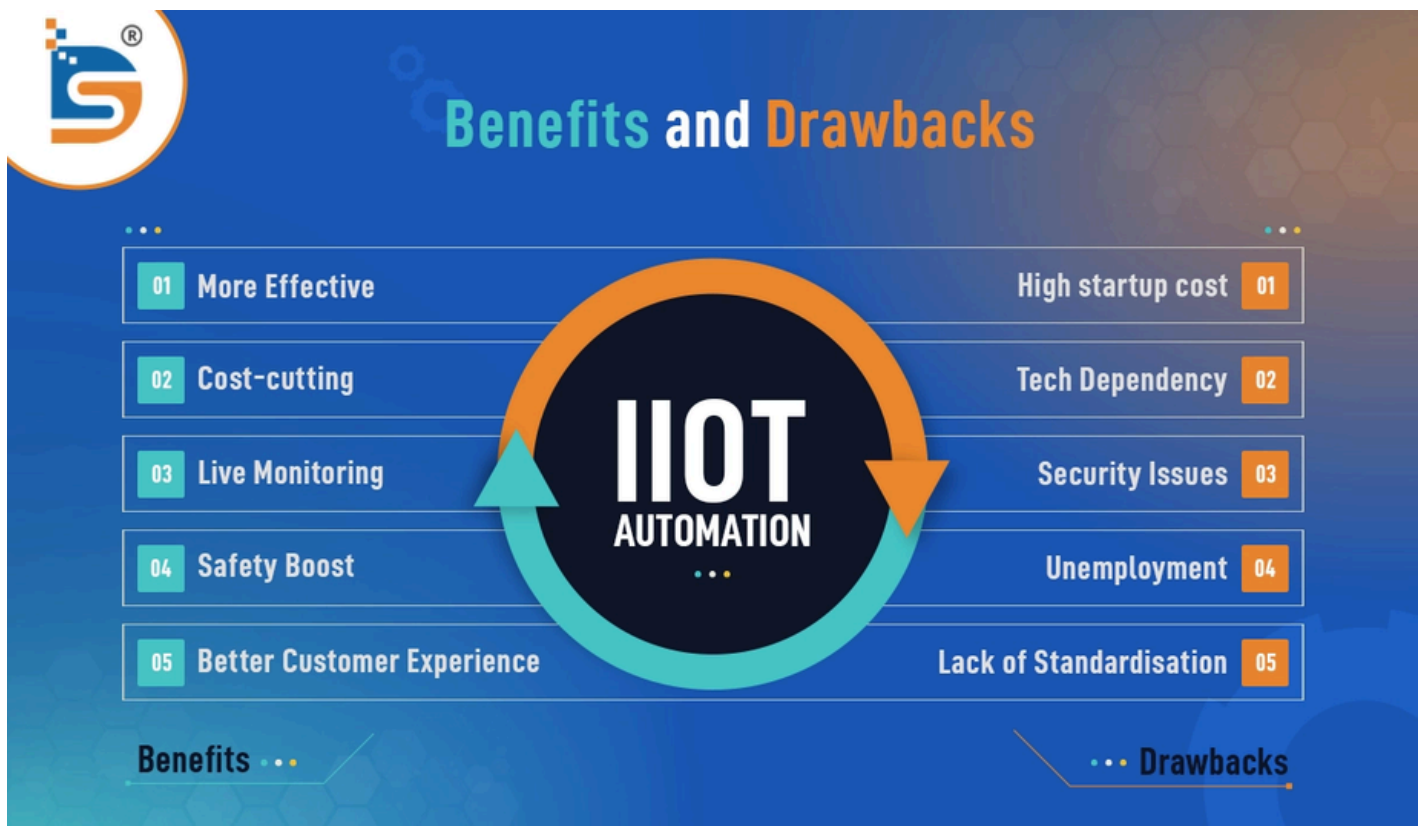 ®
Benefits and Drawbacks
01 More Effective
High startup cost 01
02 Cost-cutting
Tech Dependency 02
03 Live Monitoring
Security Issues 03
04 Safety Boost
Unemployment 04
05 Better Customer Experience
Lack of Standardisation 05
IIOT
AUTOMATION
Benefits
Drawbacks